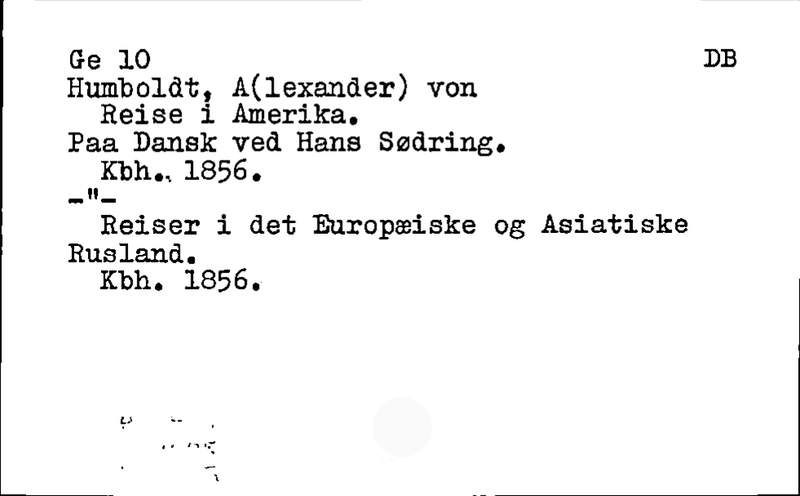 Ge 10 DB
Humboldt, A(lexander) von
Reise i Amerika.
Paa Dansk ved Hans Sødring.
Kbh., 1856.
-"-
Reiser i det Europæiske og Asiatiske
Rusland.
Kbh. 1856.